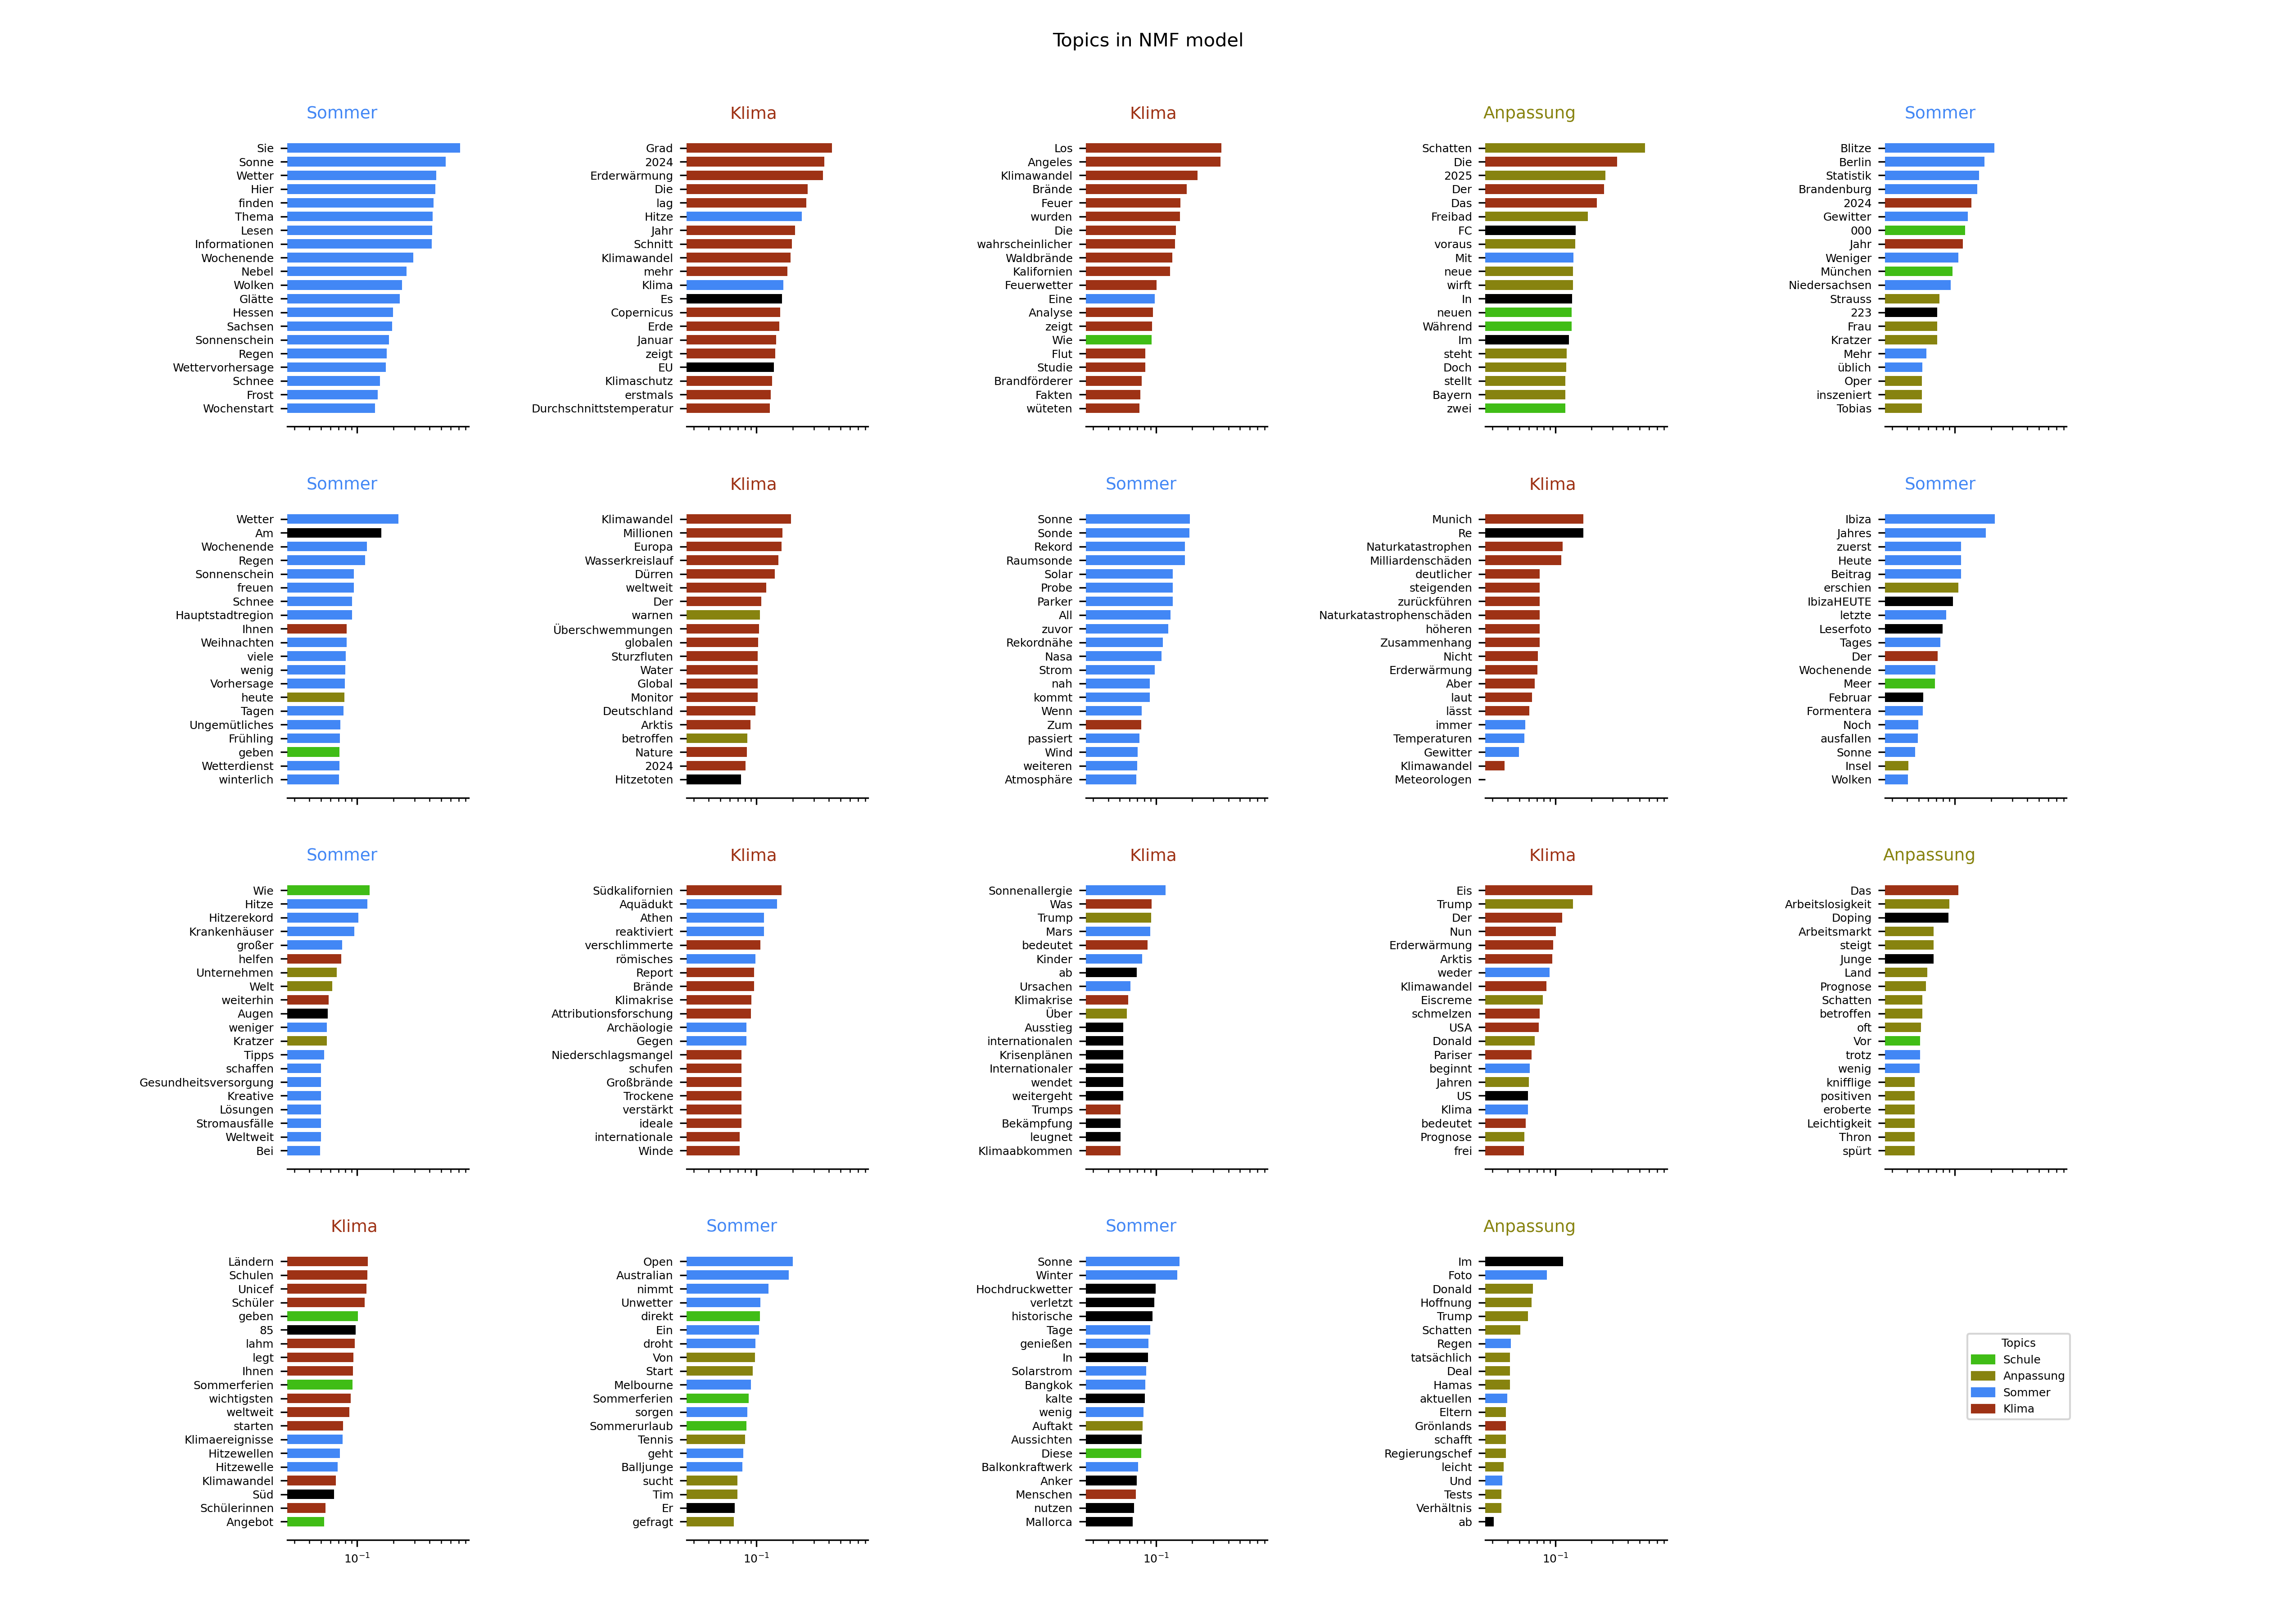 Topics in NMF model
Sommer
Sie
Sonne
Wetter
Hier
finden
Thema
Lesen
Informationen
Wochenende
Nebel
Wolken
Glätte
Hessen
Sachsen
Sonnenschein
Regen
Wettervorhersage
Schnee
Frost
Wochenstart
Klima
Grad
2024
Erderwärmung
Die
lag
Hitze
Jahr
Schnitt
Klimawandel
mehr
Klima
Es
Copernicus
Erde
Januar
zeigt
EU
Klimaschutz
erstmals
Durchschnittstemperatur
Klima
Los
Angeles
Klimawandel
Brände
Feuer
wurden
Die
wahrscheinlicher
Waldbrände
Kalifornien
Feuerwetter
Eine
Analyse
zeigt
Wie
Flut
Studie
Brandförderer
Fakten
wüteten
Anpassung
Schatten
Die
2025
Der
Das
Freibad
FC
voraus
Mit
neue
wirft
In
neuen
Während
Im
steht
Doch
stellt
Bayern
zwei
Sommer
Blitze
Berlin
Statistik
Brandenburg
2024
Gewitter
000
Jahr
Weniger
München
Niedersachsen
Strauss
223
Frau
Kratzer
Mehr
üblich
Oper
inszeniert
Tobias
Sommer
Wetter
Am
Wochenende
Regen
Sonnenschein
freuen
Schnee
Hauptstadtregion
Ihnen
Weihnachten
viele
wenig
Vorhersage
heute
Tagen
Ungemütliches
Frühling
geben
Wetterdienst
winterlich
Klima
Klimawandel
Millionen
Europa
Wasserkreislauf
Dürren
weltweit
Der
warnen
Überschwemmungen
globalen
Sturzfluten
Water
Global
Monitor
Deutschland
Arktis
betroffen
Nature
2024
Hitzetoten
Sommer
Sonne
Sonde
Rekord
Raumsonde
Solar
Probe
Parker
All
zuvor
Rekordnähe
Nasa
Strom
nah
kommt
Wenn
Zum
passiert
Wind
weiteren
Atmosphäre
Klima
Munich
Re
Naturkatastrophen
Milliardenschäden
deutlicher
steigenden
zurückführen
Naturkatastrophenschäden
höheren
Zusammenhang
Nicht
Erderwärmung
Aber
laut
lässt
immer
Temperaturen
Gewitter
Klimawandel
Meteorologen
Sommer
Ibiza
Jahres
zuerst
Heute
Beitrag
erschien
IbizaHEUTE
letzte
Leserfoto
Tages
Der
Wochenende
Meer
Februar
Formentera
Noch
ausfallen
Sonne
Insel
Wolken
Sommer
Wie
Hitze
Hitzerekord
Krankenhäuser
großer
helfen
Unternehmen
Welt
weiterhin
Augen
weniger
Kratzer
Tipps
schaffen
Gesundheitsversorgung
Kreative
Lösungen
Stromausfälle
Weltweit
Bei
Klima
Südkalifornien
Aquädukt
Athen
reaktiviert
verschlimmerte
römisches
Report
Brände
Klimakrise
Attributionsforschung
Archäologie
Gegen
Niederschlagsmangel
schufen
Großbrände
Trockene
verstärkt
ideale
internationale
Winde
Klima
Sonnenallergie
Was
Trump
Mars
bedeutet
Kinder
ab
Ursachen
Klimakrise
Über
Ausstieg
internationalen
Krisenplänen
Internationaler
wendet
weitergeht
Trumps
Bekämpfung
leugnet
Klimaabkommen
Klima
Eis
Trump
Der
Nun
Erderwärmung
Arktis
weder
Klimawandel
Eiscreme
schmelzen
USA
Donald
Pariser
beginnt
Jahren
US
Klima
bedeutet
Prognose
frei
Anpassung
Das
Arbeitslosigkeit
Doping
Arbeitsmarkt
steigt
Junge
Land
Prognose
Schatten
betroffen
oft
Vor
trotz
wenig
knifflige
positiven
eroberte
Leichtigkeit
Thron
spürt
Klima
Ländern
Schulen
Unicef
Schüler
geben
85
lahm
legt
Ihnen
Sommerferien
wichtigsten
weltweit
starten
Klimaereignisse
Hitzewellen
Hitzewelle
Klimawandel
Süd
Schülerinnen
Angebot
10⁻¹
Sommer
Open
Australian
nimmt
Unwetter
direkt
Ein
droht
Von
Start
Melbourne
Sommerferien
sorgen
Sommerurlaub
Tennis
geht
Balljunge
sucht
Tim
Er
gefragt
10⁻¹
Sommer
Sonne
Winter
Hochdruckwetter
verletzt
historische
Tage
genießen
In
Solarstrom
Bangkok
kalte
wenig
Auftakt
Aussichten
Diese
Balkonkraftwerk
Anker
Menschen
nutzen
Mallorca
10⁻¹
Anpassung
Im
Foto
Donald
Hoffnung
Trump
Schatten
Regen
tatsächlich
Deal
Hamas
aktuellen
Eltern
Grönlands
schafft
Regierungschef
leicht
Und
Tests
Verhältnis
ab
10⁻¹
Topics
Schule
Anpassung
Sommer
Klima